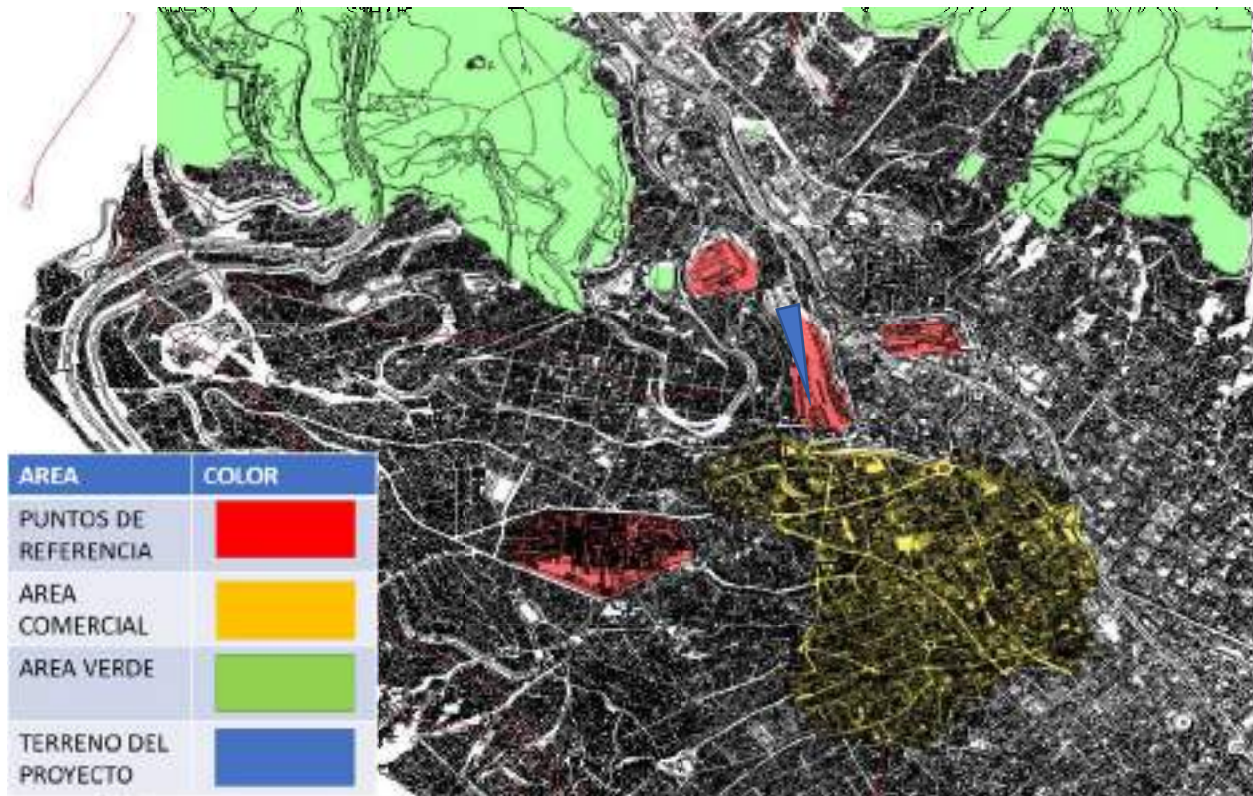 AREA COLOR
PUNTOS DE
REFERENCIA
AREA
COMERCIAL
AREA VERDE
TERRENO DEL
PROYECTO